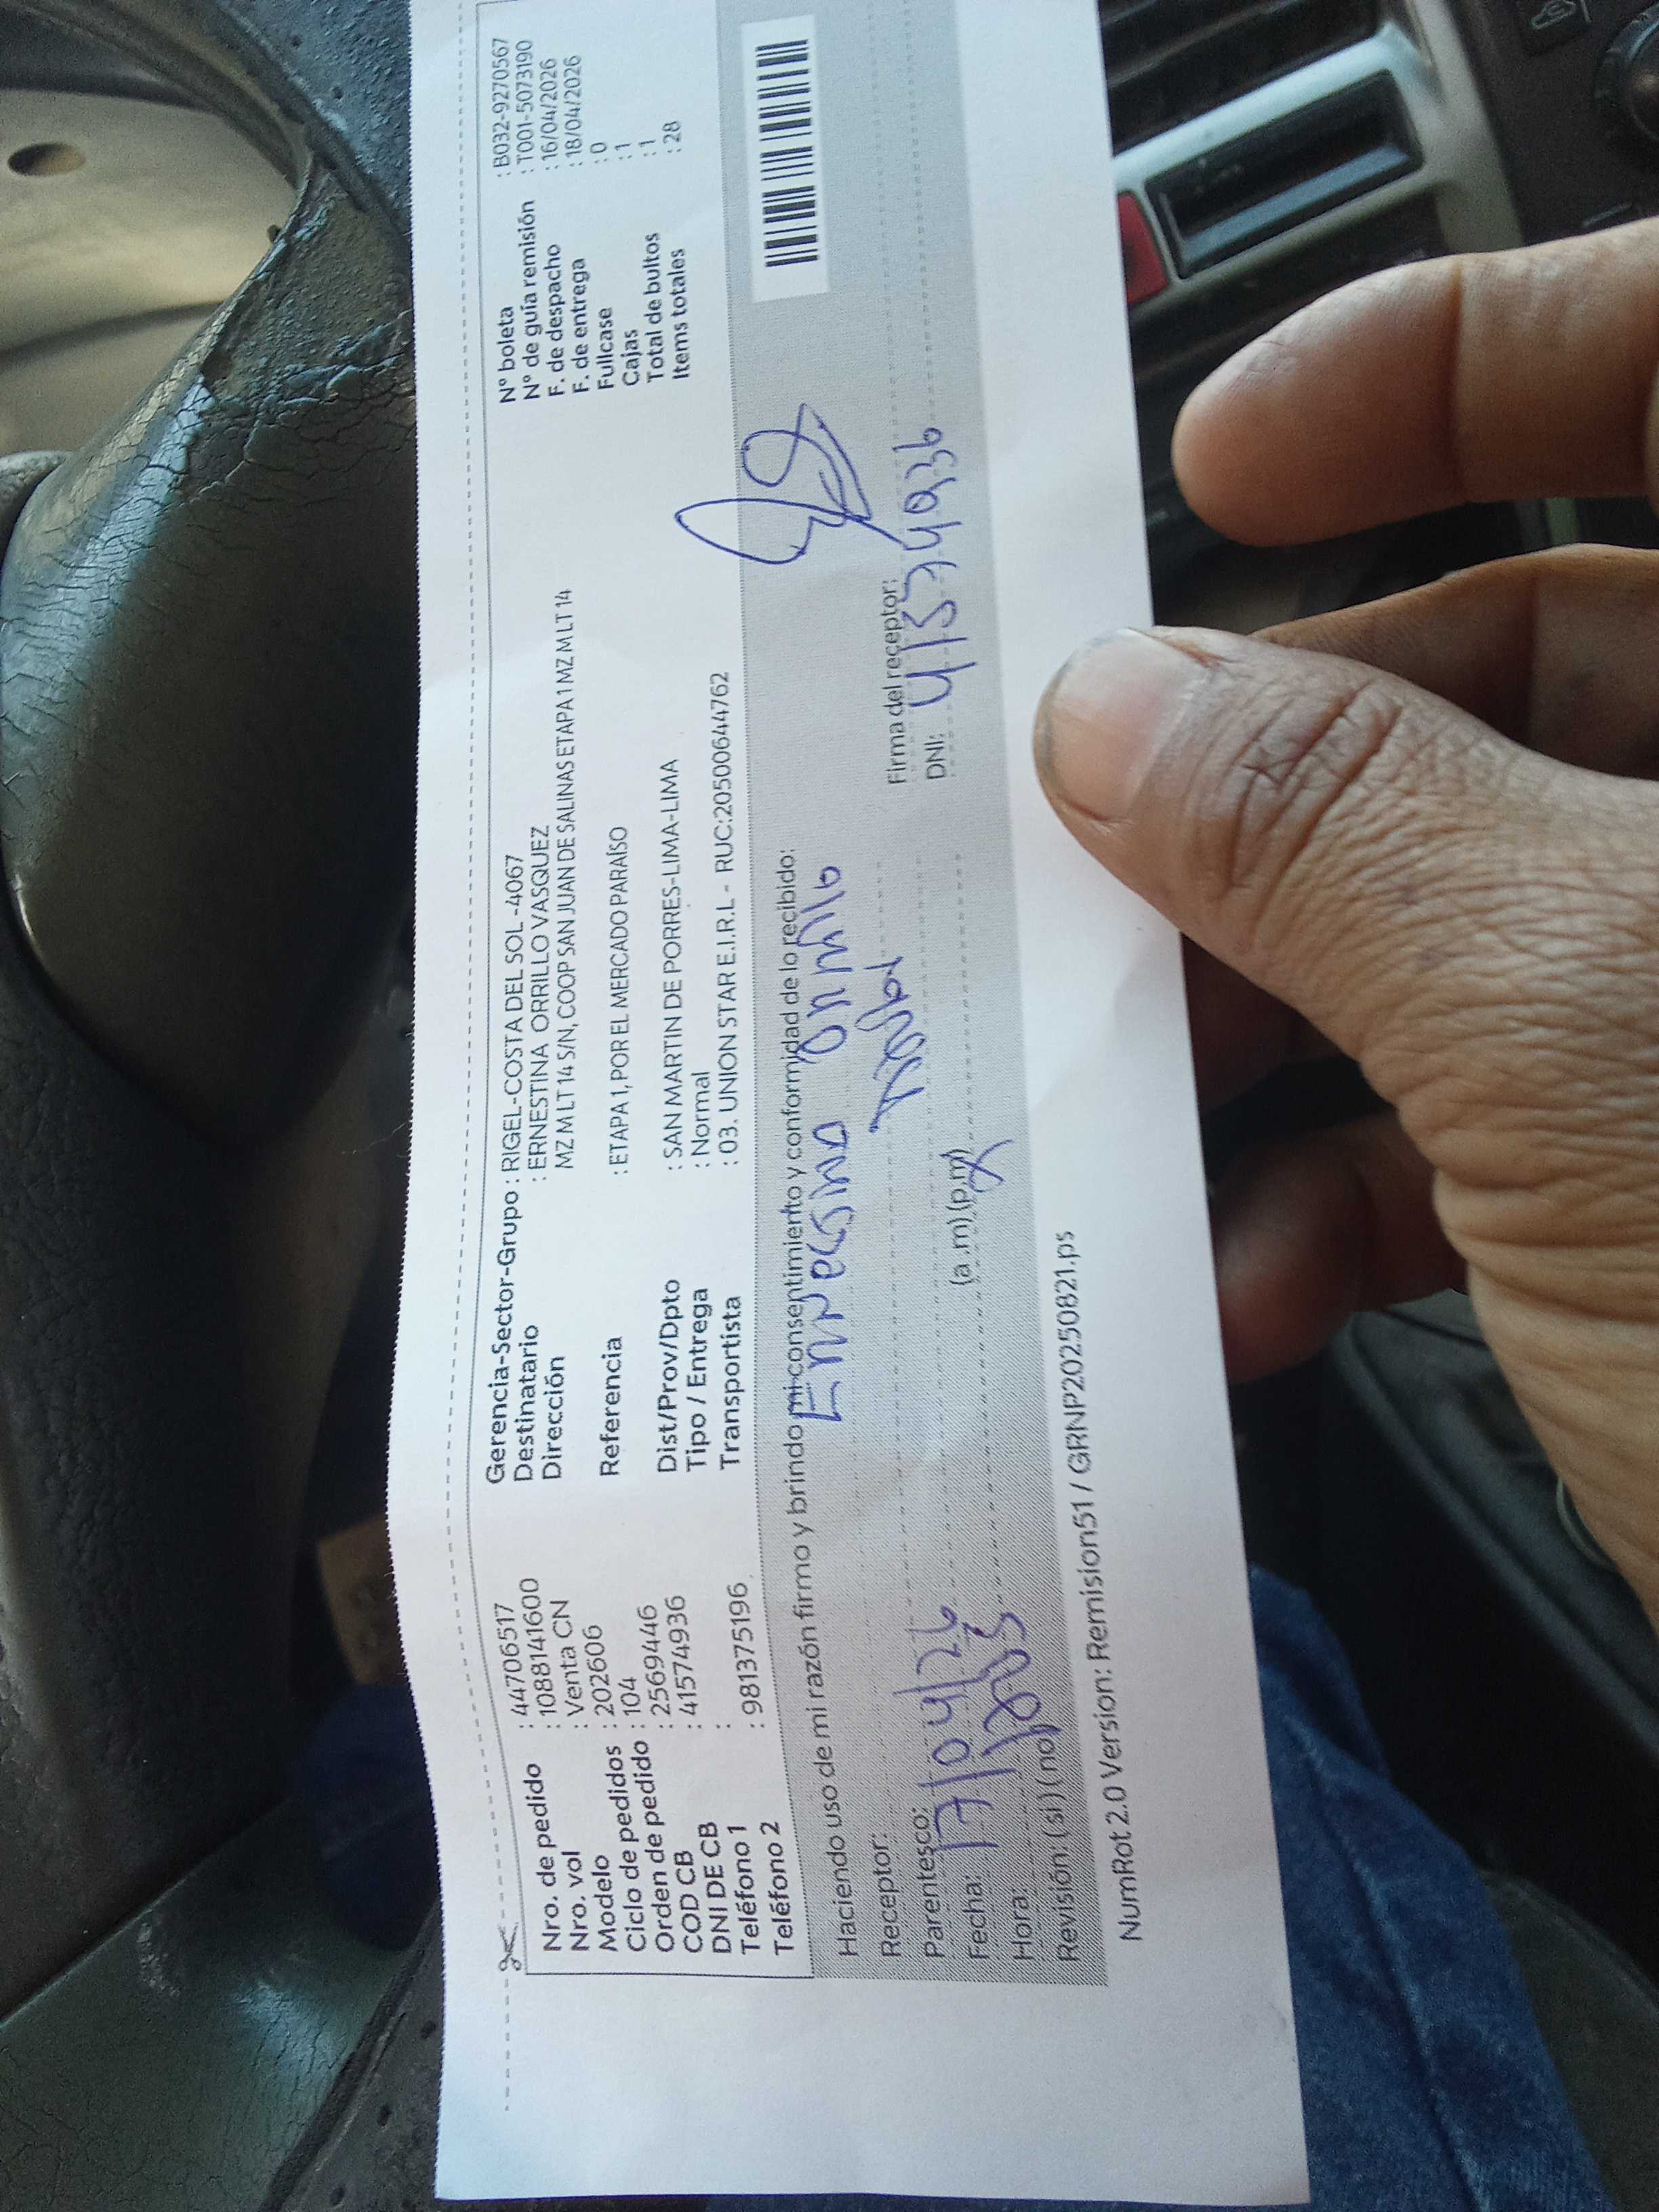 Nro. de pedido : 44706517
Nro. vol : 1088141600
Modelo : Venta CN
Ciclo de pedidos : 202606
Orden de pedido : 104
COD CB : 2569446
DNI DE CB : 41574936
Teléfono 1 :
Teléfono 2 : 981375196
Gerencia-Sector-Grupo : RIGEL-COSTA DEL SOL -4067
Destinatario : ERNESTINA ORRILLO VASQUEZ
Dirección MZ M LT 14 S/N, COOP SAN JUAN DE SALINAS ETAPA 1 MZ M LT 14
Referencia : ETAPA 1, POR EL MERCADO PARAÍSO
Dist/Prov/Dpto : SAN MARTIN DE PORRES-LIMA-LIMA
Tipo / Entrega : Normal
Transportista : 03. UNION STAR E.I.R.L - RUC:20500644762
N° boleta : B032-9270567
N° de guía remisión : T001-5073190
F. de despacho : 16/04/2026
F. de entrega : 18/04/2026
Fullcase : 0
Cajas : 1
Total de bultos : 1
Items totales : 28
Haciendo uso de mi razón firmo y brindo mi consentimiento y conformidad de lo recibido:
Receptor:
Parentesco:
Fecha: 17/04/26
Hora: (a .m) (p.m)
Revisión: (si) (no)
Firma del receptor:
DNI: 41574936
NumRot 2.0 Version: Remision51 / GRNP20250821.ps